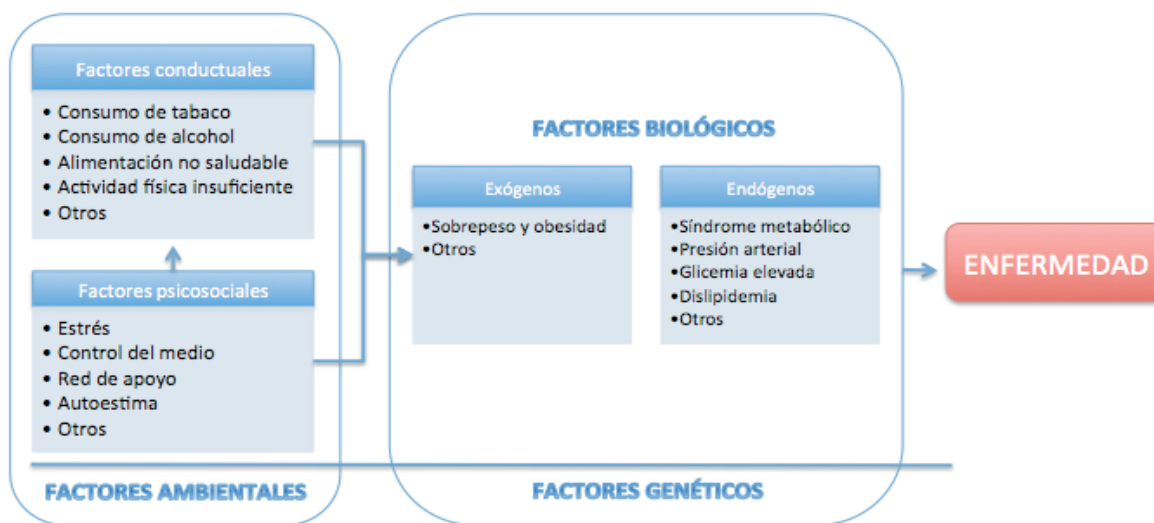 Factores conductuales
• Consumo de tabaco
• Consumo de alcohol
• Alimentación no saludable
• Actividad física insuficiente
• Otros
Factores psicosociales
• Estrés
• Control del medio
• Red de apoyo
• Autoestima
• Otros
FACTORES AMBIENTALES
FACTORES BIOLÓGICOS
Exógenos
•Sobrepeso y obesidad
•Otros
Endógenos
•Síndrome metabólico
•Presión arterial
•Glicemia elevada
•Dislipidemia
•Otros
FACTORES GENÉTICOS
ENFERMEDAD